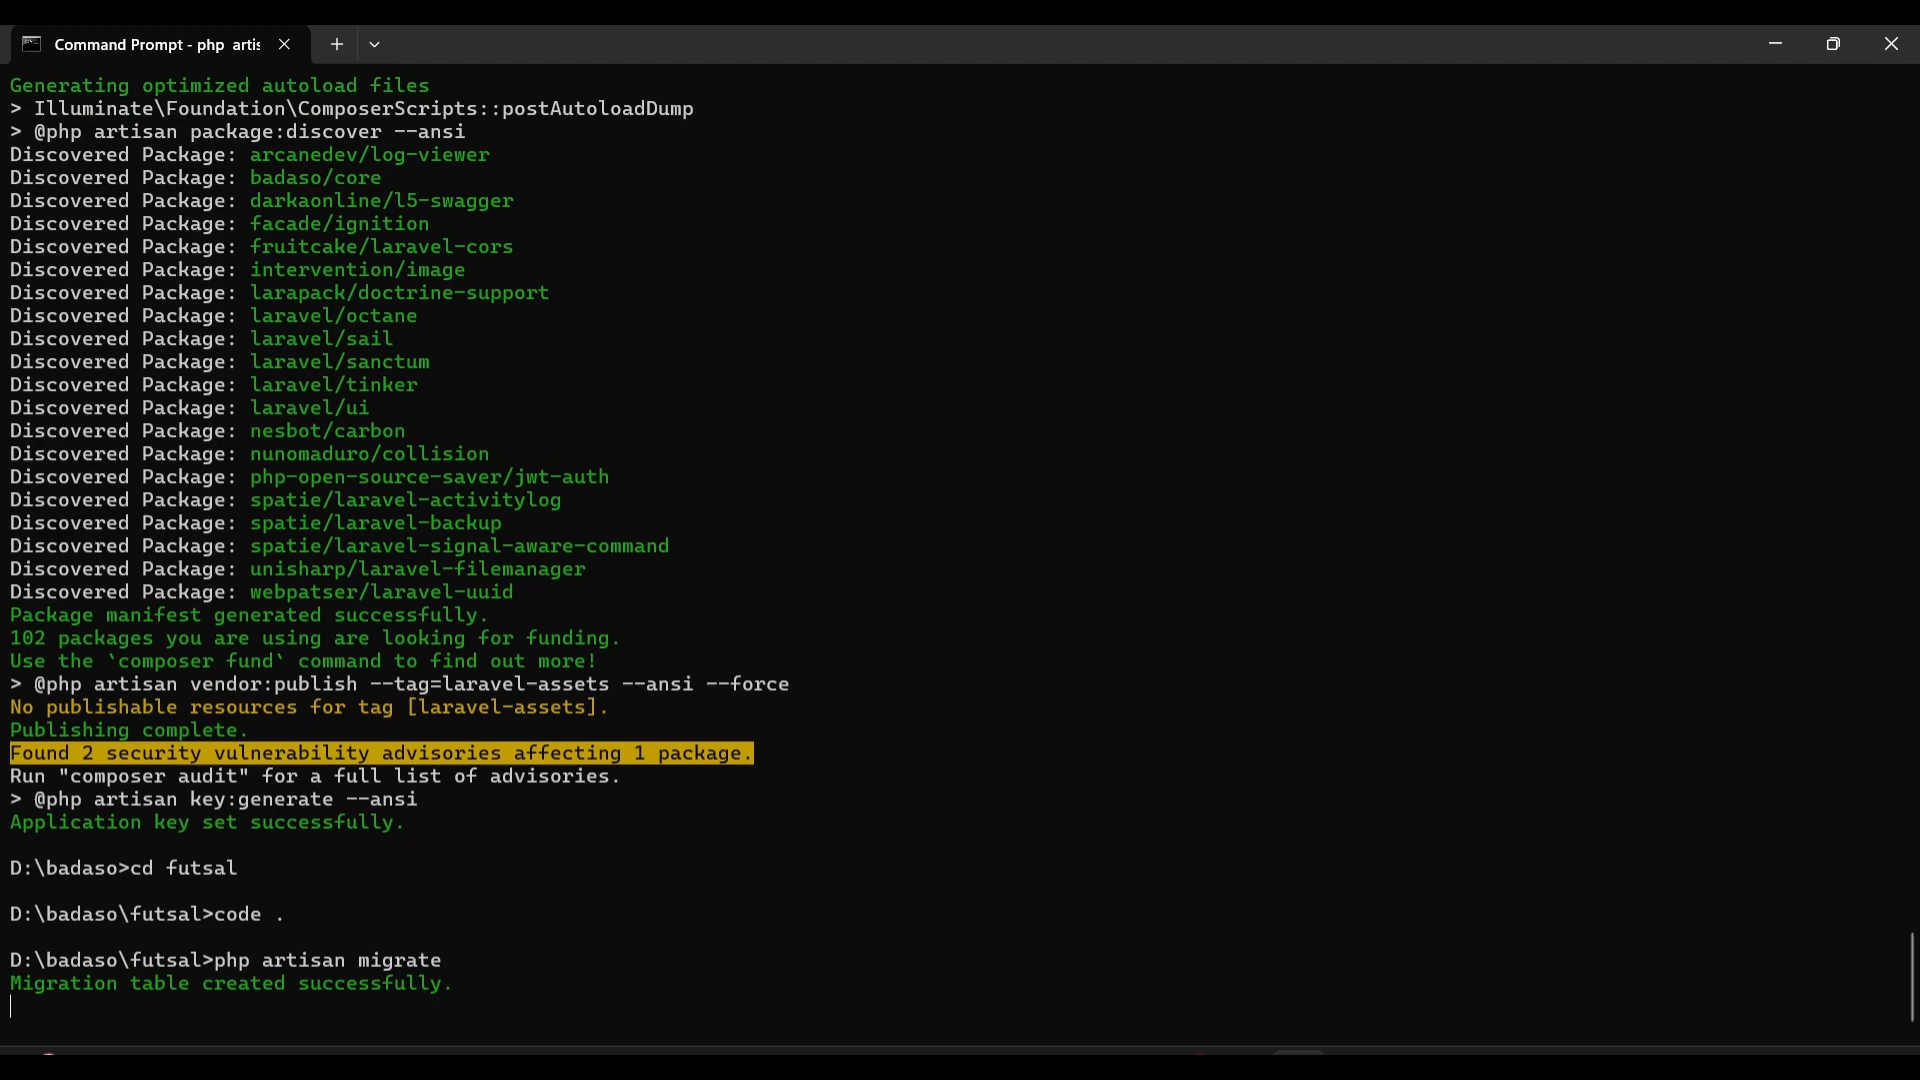 Command Prompt - php  artis
Generating optimized autoload files
> Illuminate\Foundation\ComposerScripts::postAutoloadDump
> @php artisan package:discover --ansi
Discovered Package: arcanedev/log-viewer
Discovered Package: badaso/core
Discovered Package: darkaonline/l5-swagger
Discovered Package: facade/ignition
Discovered Package: fruitcake/laravel-cors
Discovered Package: intervention/image
Discovered Package: larapack/doctrine-support
Discovered Package: laravel/octane
Discovered Package: laravel/sail
Discovered Package: laravel/sanctum
Discovered Package: laravel/tinker
Discovered Package: laravel/ui
Discovered Package: nesbot/carbon
Discovered Package: nunomaduro/collision
Discovered Package: php-open-source-saver/jwt-auth
Discovered Package: spatie/laravel-activitylog
Discovered Package: spatie/laravel-backup
Discovered Package: spatie/laravel-signal-aware-command
Discovered Package: unisharp/laravel-filemanager
Discovered Package: webpatser/laravel-uuid
Package manifest generated successfully.
102 packages you are using are looking for funding.
Use the `composer fund` command to find out more!
> @php artisan vendor:publish --tag=laravel-assets --ansi --force
No publishable resources for tag [laravel-assets].
Publishing complete.
Found 2 security vulnerability advisories affecting 1 package.
Run "composer audit" for a full list of advisories.
> @php artisan key:generate --ansi
Application key set successfully.
D:\badaso>cd futsal
D:\badaso\futsal>code .
D:\badaso\futsal>php artisan migrate
Migration table created successfully.